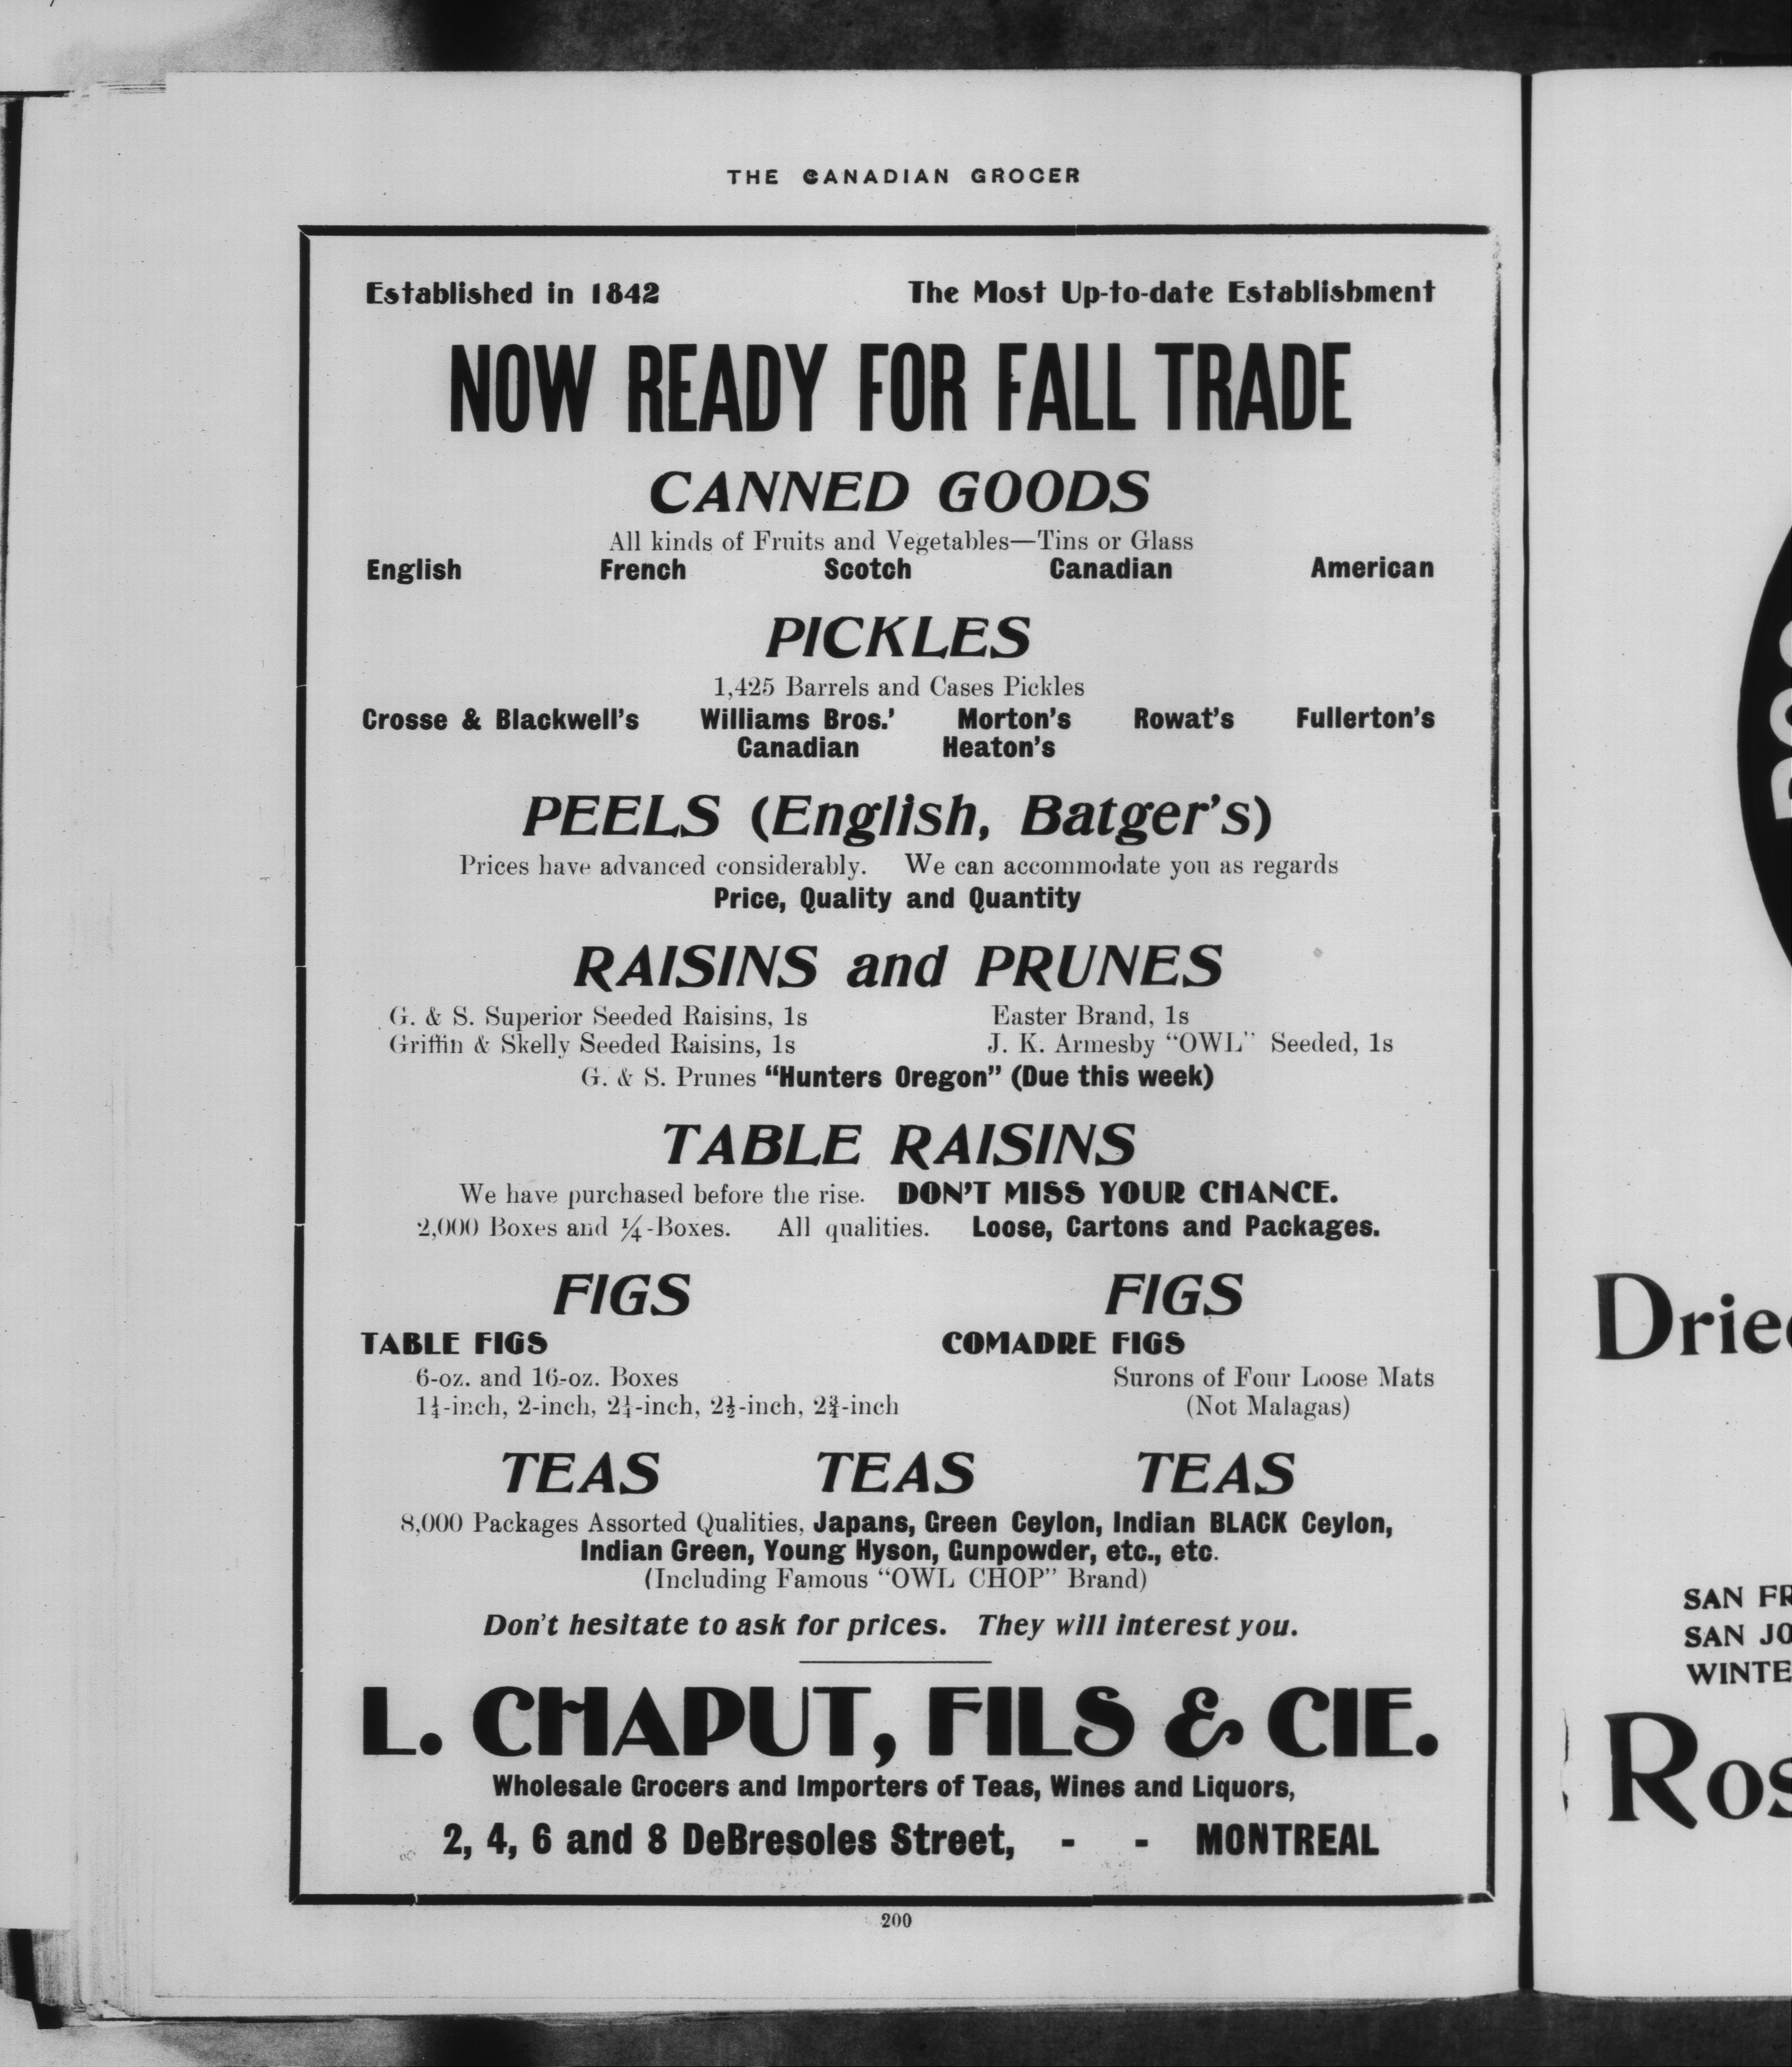 THE CANADIAN GROCER
Established in 1842 The Most Up-to-date Establishment
NOW READY FOR FALL TRADE
CANNED GOODS
All kinds of Fruits and Vegetables—Tins or Glass
English French Scotch Canadian American
PICKLES
1,425 Barrels and Cases Pickles
Crosse & Blackwell's Williams Bros.' Morton's Rowat's Fullerton's
Canadian Heaton's
PEELS (English, Batger's)
Prices have advanced considerably. We can accommodate you as regards
Price, Quality and Quantity
RAISINS and PRUNES
G. & S. Superior Seeded Raisins, 1s Easter Brand, 1s
Griffin & Skelly Seeded Raisins, 1s J. K. Armesby "OWL" Seeded, 1s
G. & S. Prunes "Hunters Oregon" (Due this week)
TABLE RAISINS
We have purchased before the rise. DON'T MISS YOUR CHANCE.
2,000 Boxes and ¼-Boxes. All qualities. Loose, Cartons and Packages.
FIGS FIGS
TABLE FIGS COMADRE FIGS
6-oz. and 16-oz. Boxes Surons of Four Loose Mats
1¼-inch, 2-inch, 2¼-inch, 2½-inch, 2¾-inch (Not Malagas)
TEAS TEAS TEAS
8,000 Packages Assorted Qualities, Japans, Green Ceylon, Indian BLACK Ceylon,
Indian Green, Young Hyson, Gunpowder, etc., etc.
(Including Famous "OWL CHOP" Brand)
Don't hesitate to ask for prices. They will interest you.
L. CHAPUT, FILS & CIE.
Wholesale Grocers and Importers of Teas, Wines and Liquors,
2, 4, 6 and 8 DeBresoles Street, - - MONTREAL
200
SAN FR
SAN JO
WINTE
Ros